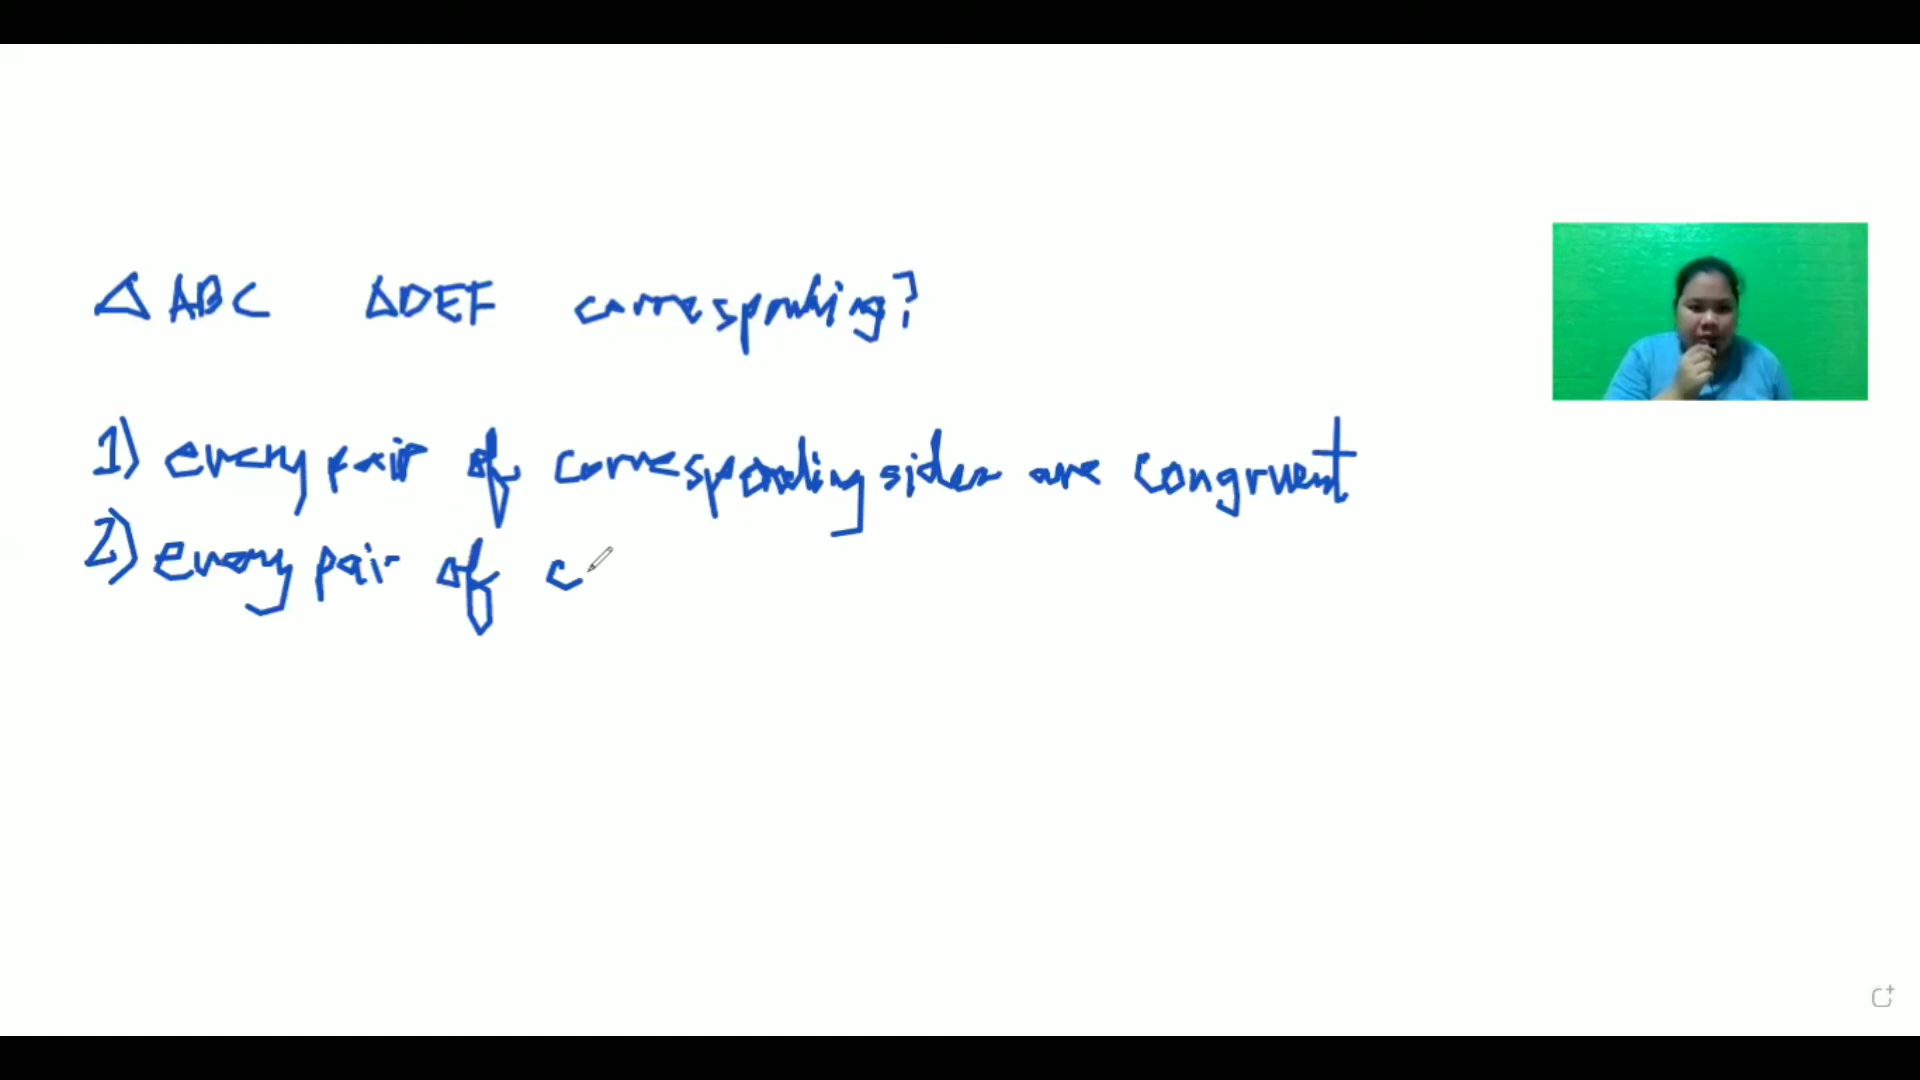 △ABC △DEF corresponding?
1) every pair of corresponding sides are congruent
2) every pair of c